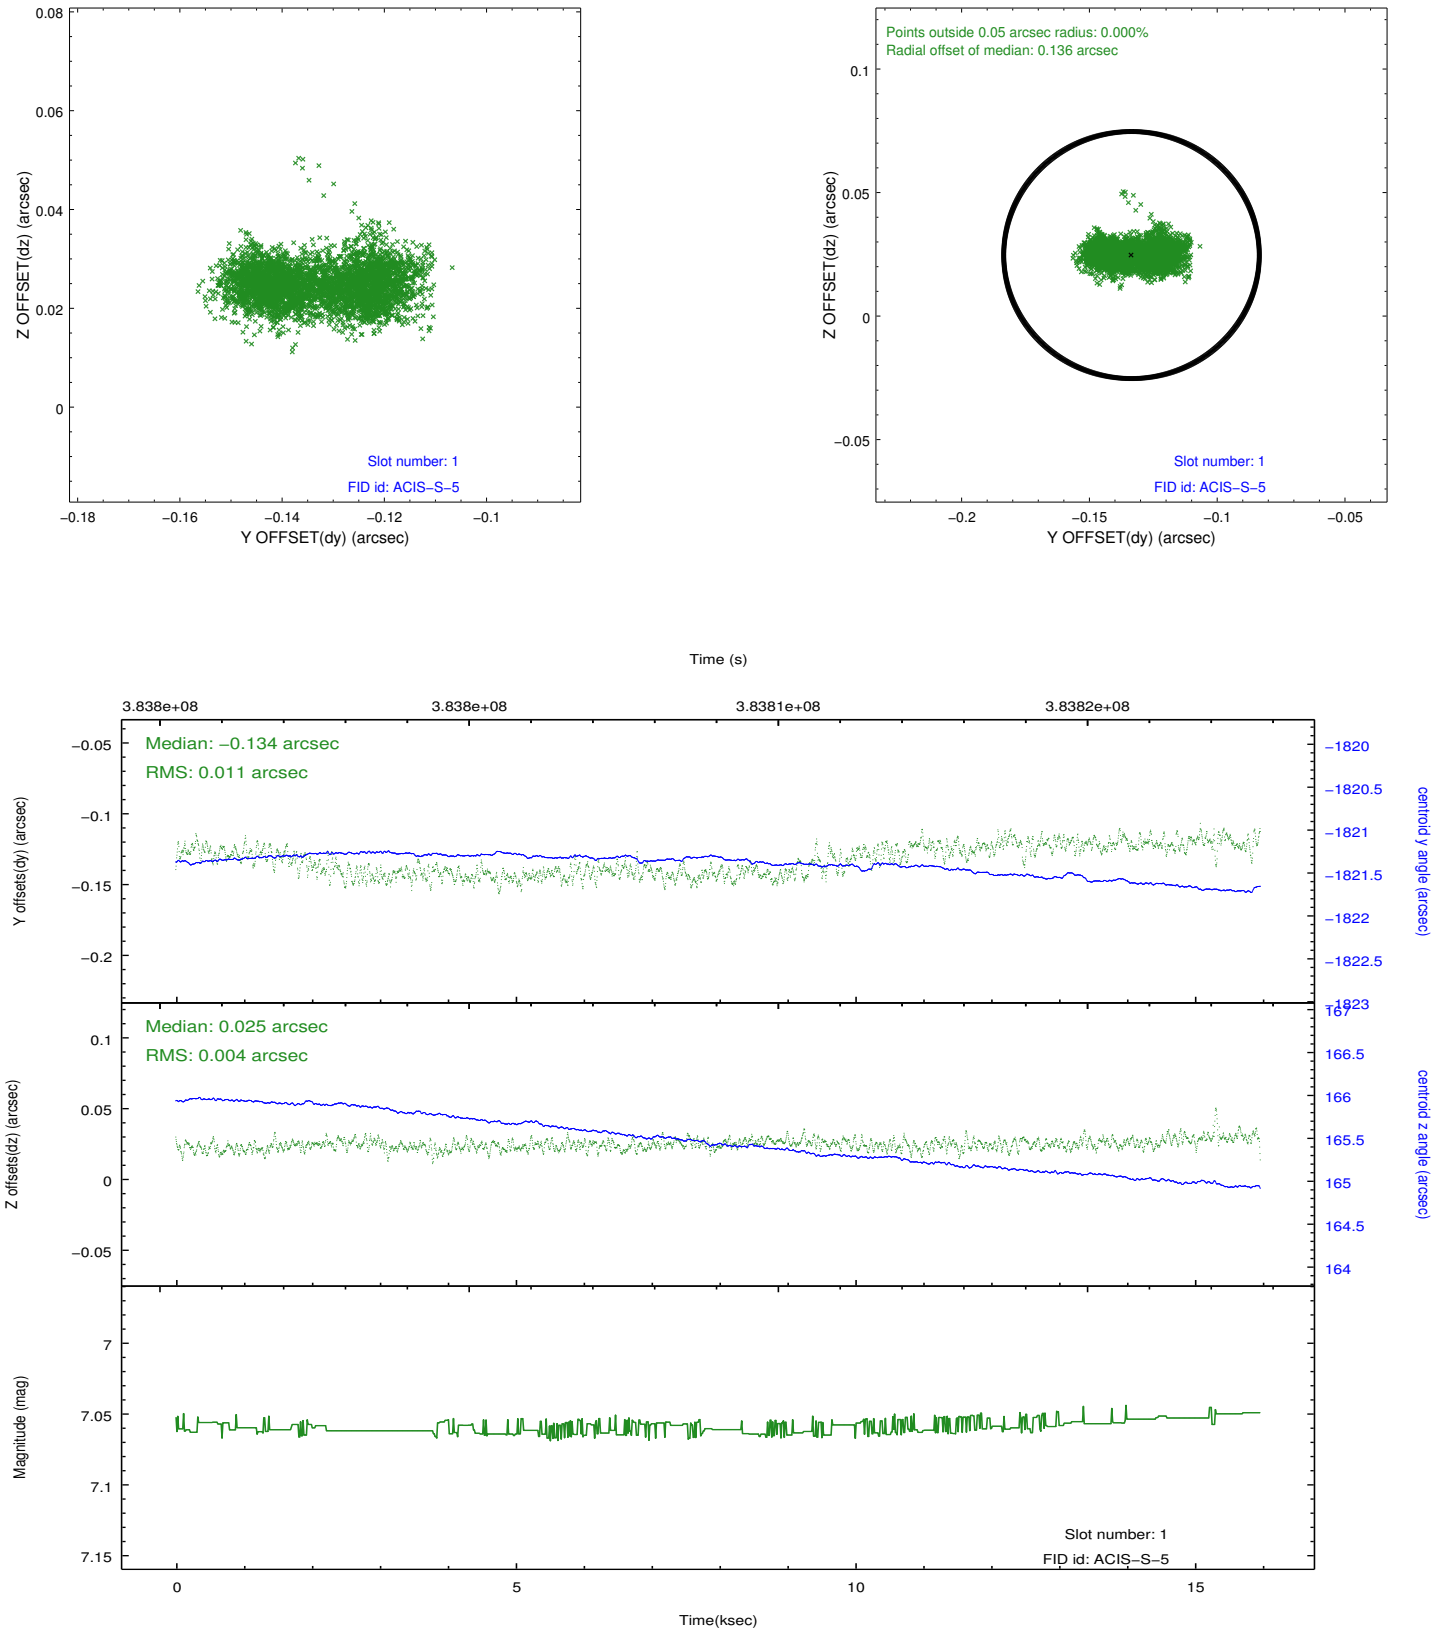 0.08
0.06
0.04
0.02
0
Z OFFSET(dz) (arcsec)
Slot number: 1
FID id: ACIS−S−5
−0.18 −0.16 −0.14 −0.12 −0.1
Y OFFSET(dy) (arcsec)
Points outside 0.05 arcsec radius: 0.000%
Radial offset of median: 0.136 arcsec
0.1
0.05
0
−0.05
Z OFFSET(dz) (arcsec)
Slot number: 1
FID id: ACIS−S−5
−0.2 −0.15 −0.1 −0.05
Y OFFSET(dy) (arcsec)
Time (s)
3.838e+08 3.838e+08 3.8381e+08 3.8382e+08
Median: −0.134 arcsec
RMS: 0.011 arcsec
−0.05
−0.1
−0.15
−0.2
Y offsets(dy) (arcsec)
−1820
−1820.5
−1821
−1821.5
−1822
−1822.5
−1823
centroid y angle (arcsec)
Median: 0.025 arcsec
RMS: 0.004 arcsec
0.1
0.05
0
−0.05
Z offsets(dz) (arcsec)
167
166.5
166
165.5
165
164.5
164
centroid z angle (arcsec)
7
7.05
7.1
7.15
Magnitude (mag)
Slot number: 1
FID id: ACIS−S−5
0 5 10 15
Time(ksec)